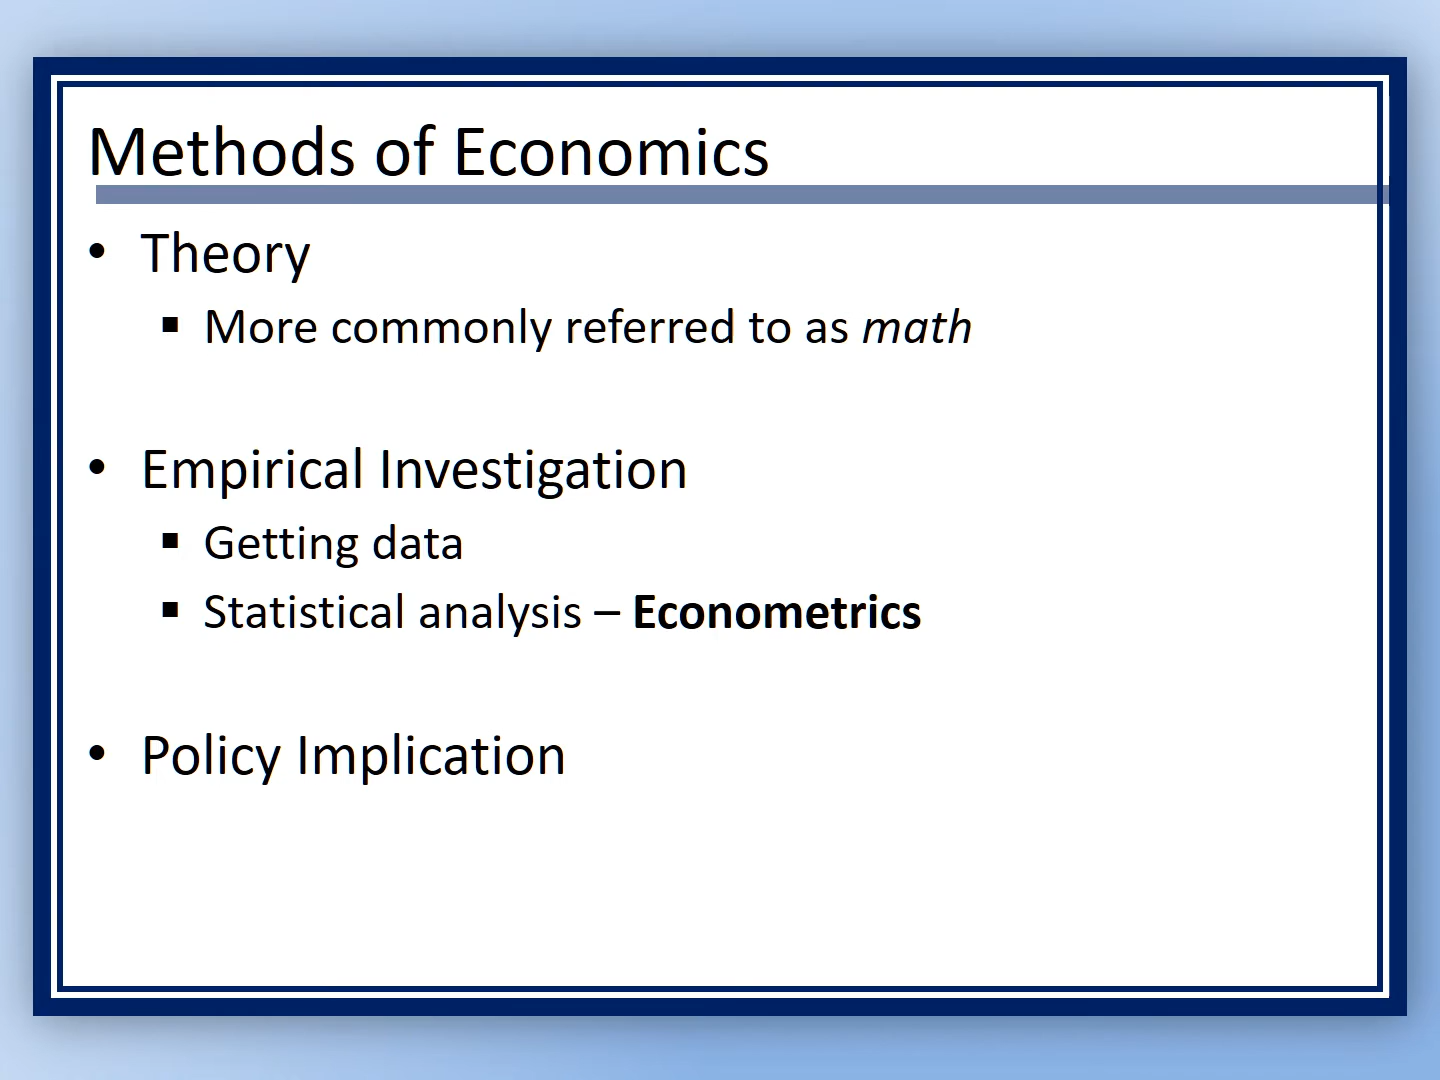 Methods of Economics
• Theory
▪ More commonly referred to as math
• Empirical Investigation
▪ Getting data
▪ Statistical analysis – Econometrics
• Policy Implication